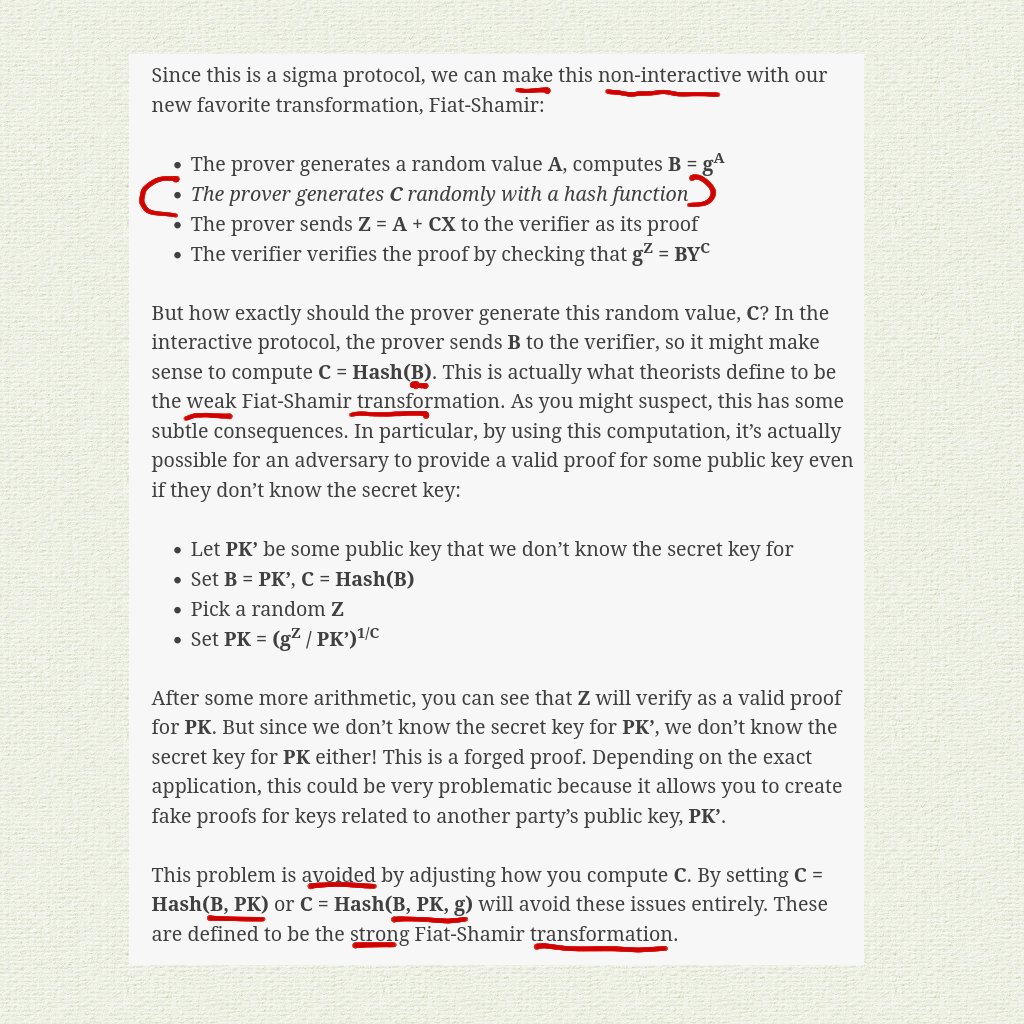 Since this is a sigma protocol, we can make this non-interactive with our
new favorite transformation, Fiat-Shamir:
• The prover generates a random value A, computes B = g^A
• The prover generates C randomly with a hash function
• The prover sends Z = A + CX to the verifier as its proof
• The verifier verifies the proof by checking that g^Z = BY^C
But how exactly should the prover generate this random value, C? In the
interactive protocol, the prover sends B to the verifier, so it might make
sense to compute C = Hash(B). This is actually what theorists define to be
the weak Fiat-Shamir transformation. As you might suspect, this has some
subtle consequences. In particular, by using this computation, it’s actually
possible for an adversary to provide a valid proof for some public key even
if they don’t know the secret key:
• Let PK’ be some public key that we don’t know the secret key for
• Set B = PK’, C = Hash(B)
• Pick a random Z
• Set PK = (g^Z / PK’)^1/C
After some more arithmetic, you can see that Z will verify as a valid proof
for PK. But since we don’t know the secret key for PK’, we don’t know the
secret key for PK either! This is a forged proof. Depending on the exact
application, this could be very problematic because it allows you to create
fake proofs for keys related to another party’s public key, PK’.
This problem is avoided by adjusting how you compute C. By setting C =
Hash(B, PK) or C = Hash(B, PK, g) will avoid these issues entirely. These
are defined to be the strong Fiat-Shamir transformation.